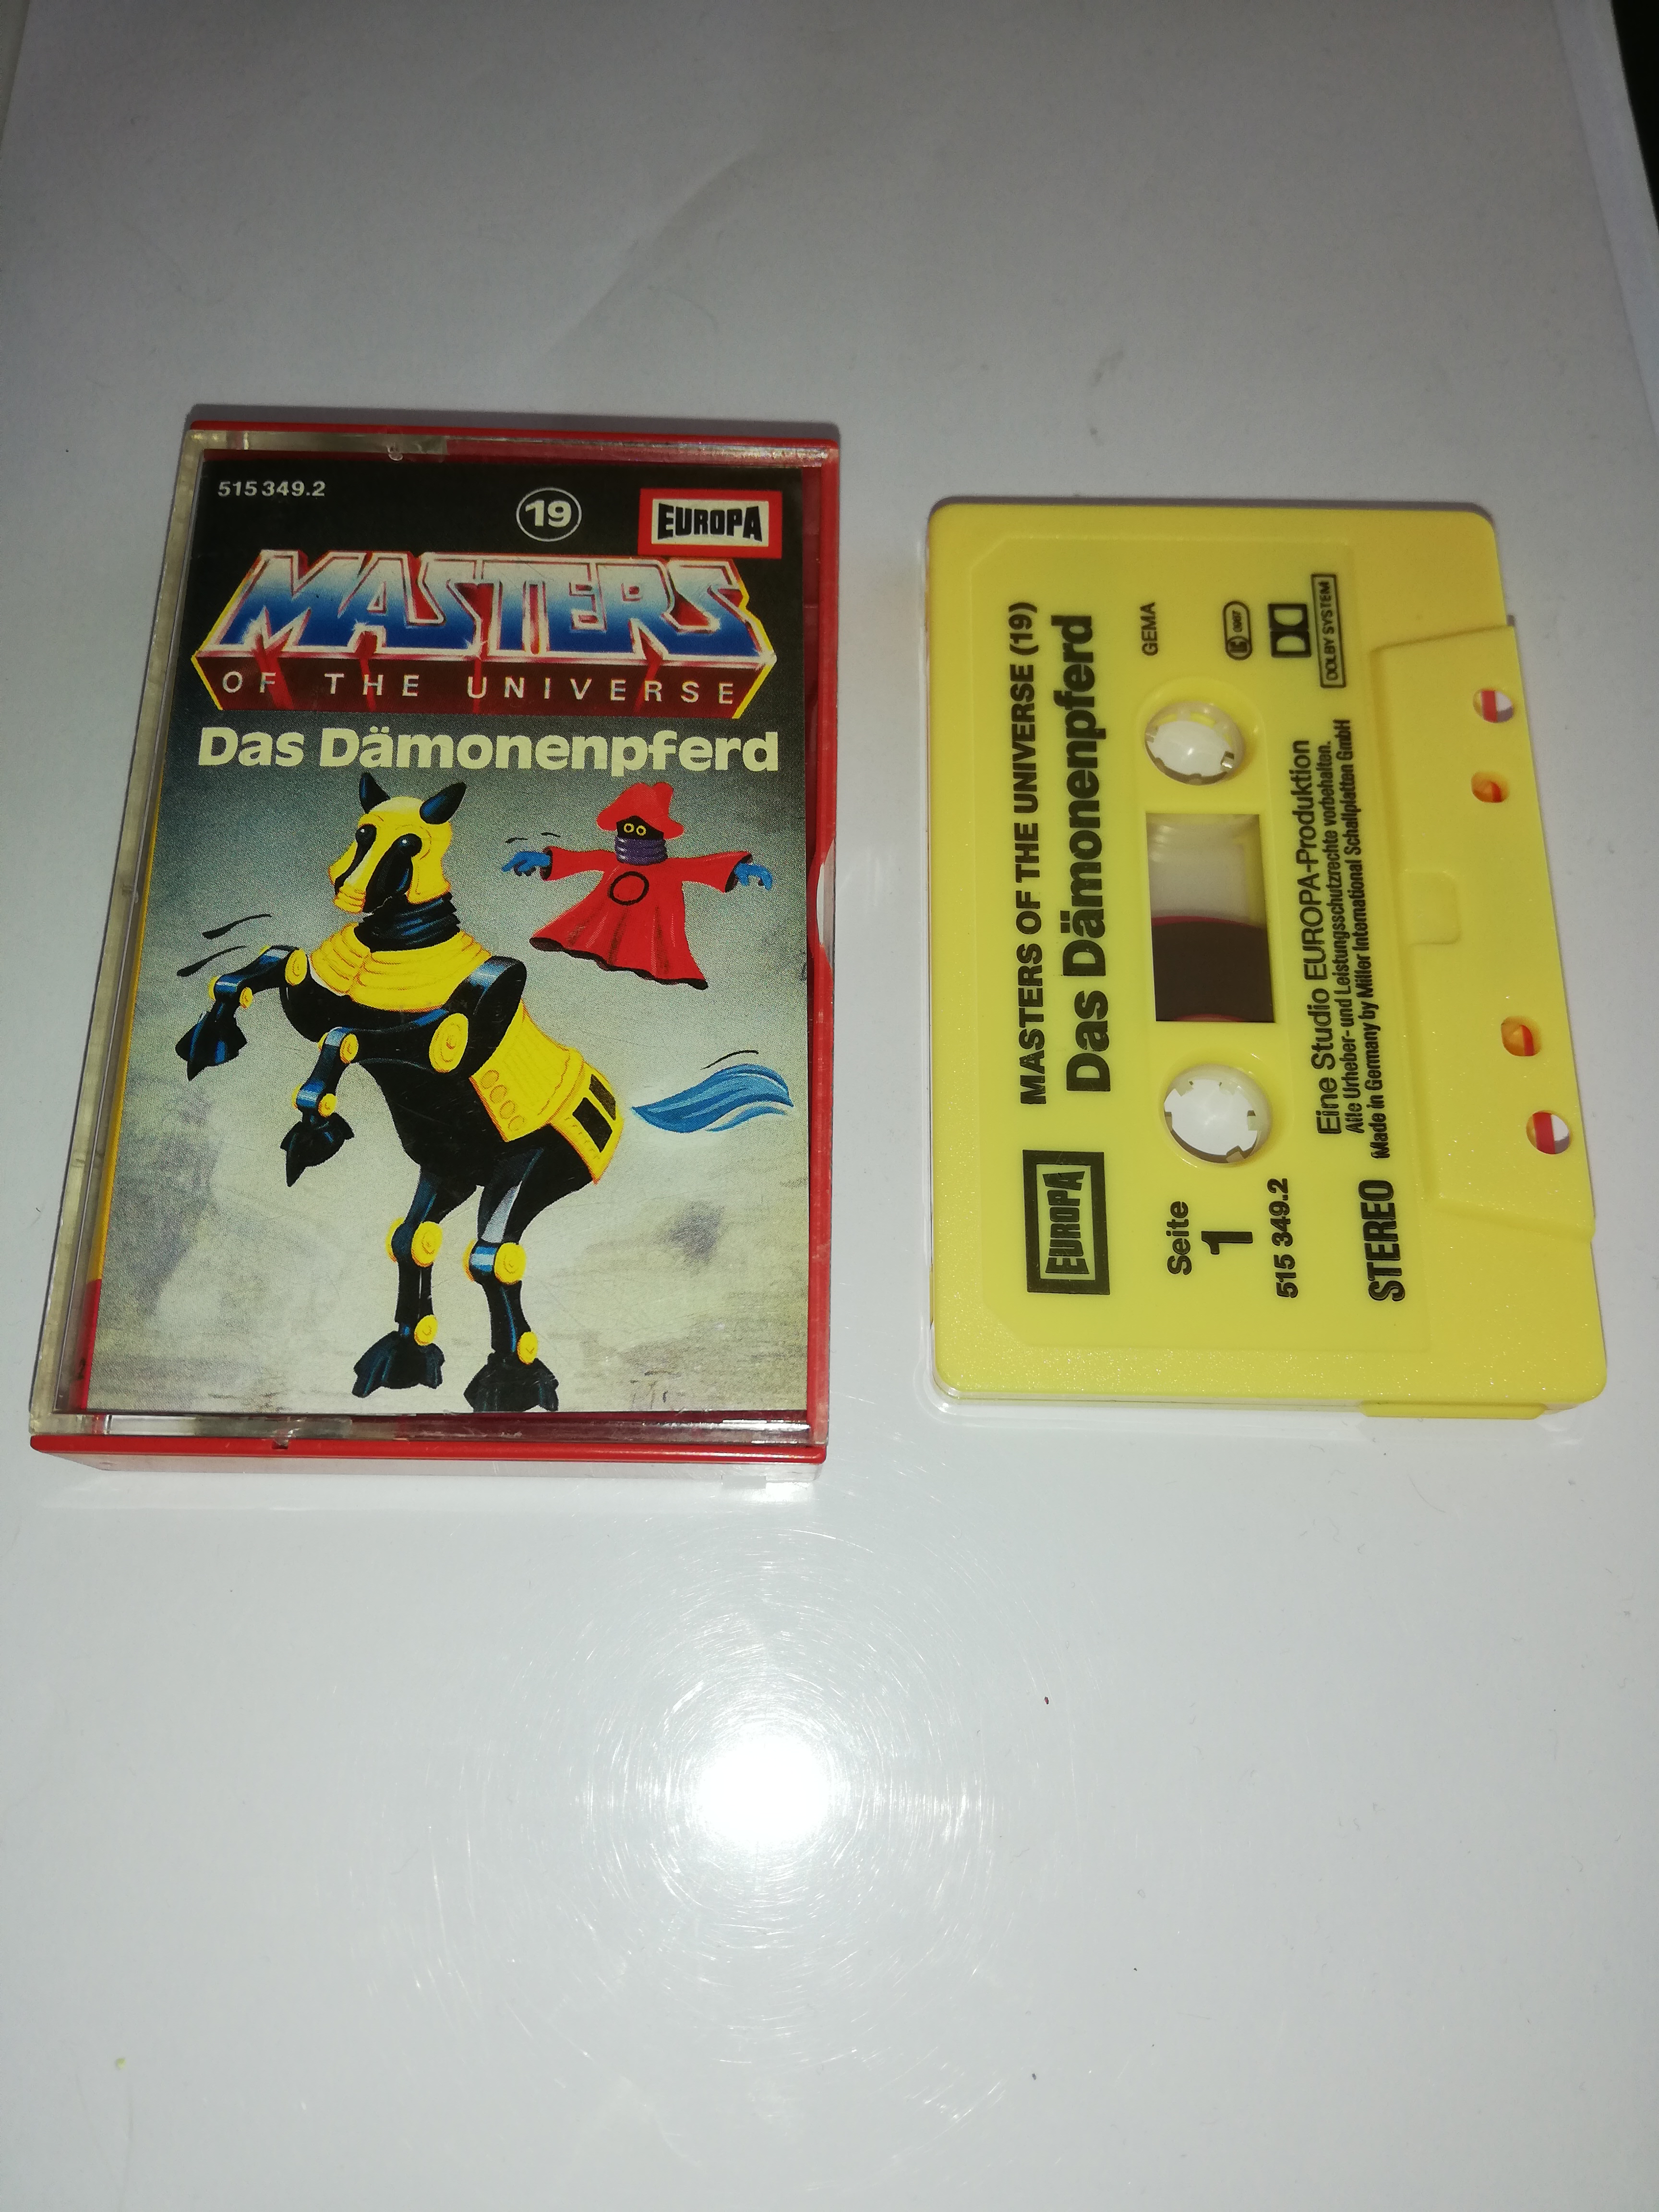 515 349.2
19
EUROPA
MASTERS
OF THE UNIVERSE
Das Dämonenpferd
MASTERS OF THE UNIVERSE (19)
Das Dämonenpferd
EUROPA
GEMA
Seite
1
515 349.2
DOLBY SYSTEM
Eine Studio EUROPA-Produktion
Alle Urheber- und Leistungsschutzrechte vorbehalten.
STEREO
Made in Germany by Miller International Schallplatten GmbH